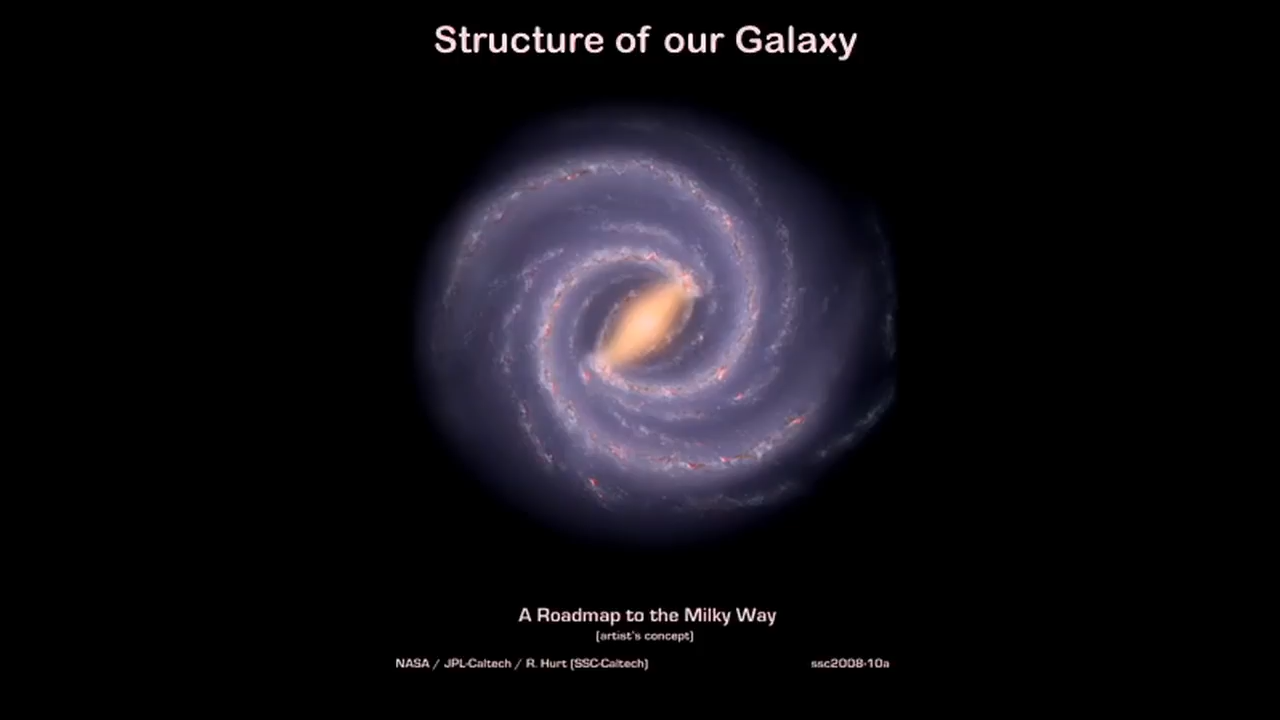 Structure of our Galaxy
A Roadmap to the Milky Way
(artist's concept)
NASA / JPL-Caltech / R. Hurt (SSC-Caltech)
ssc2008-10a